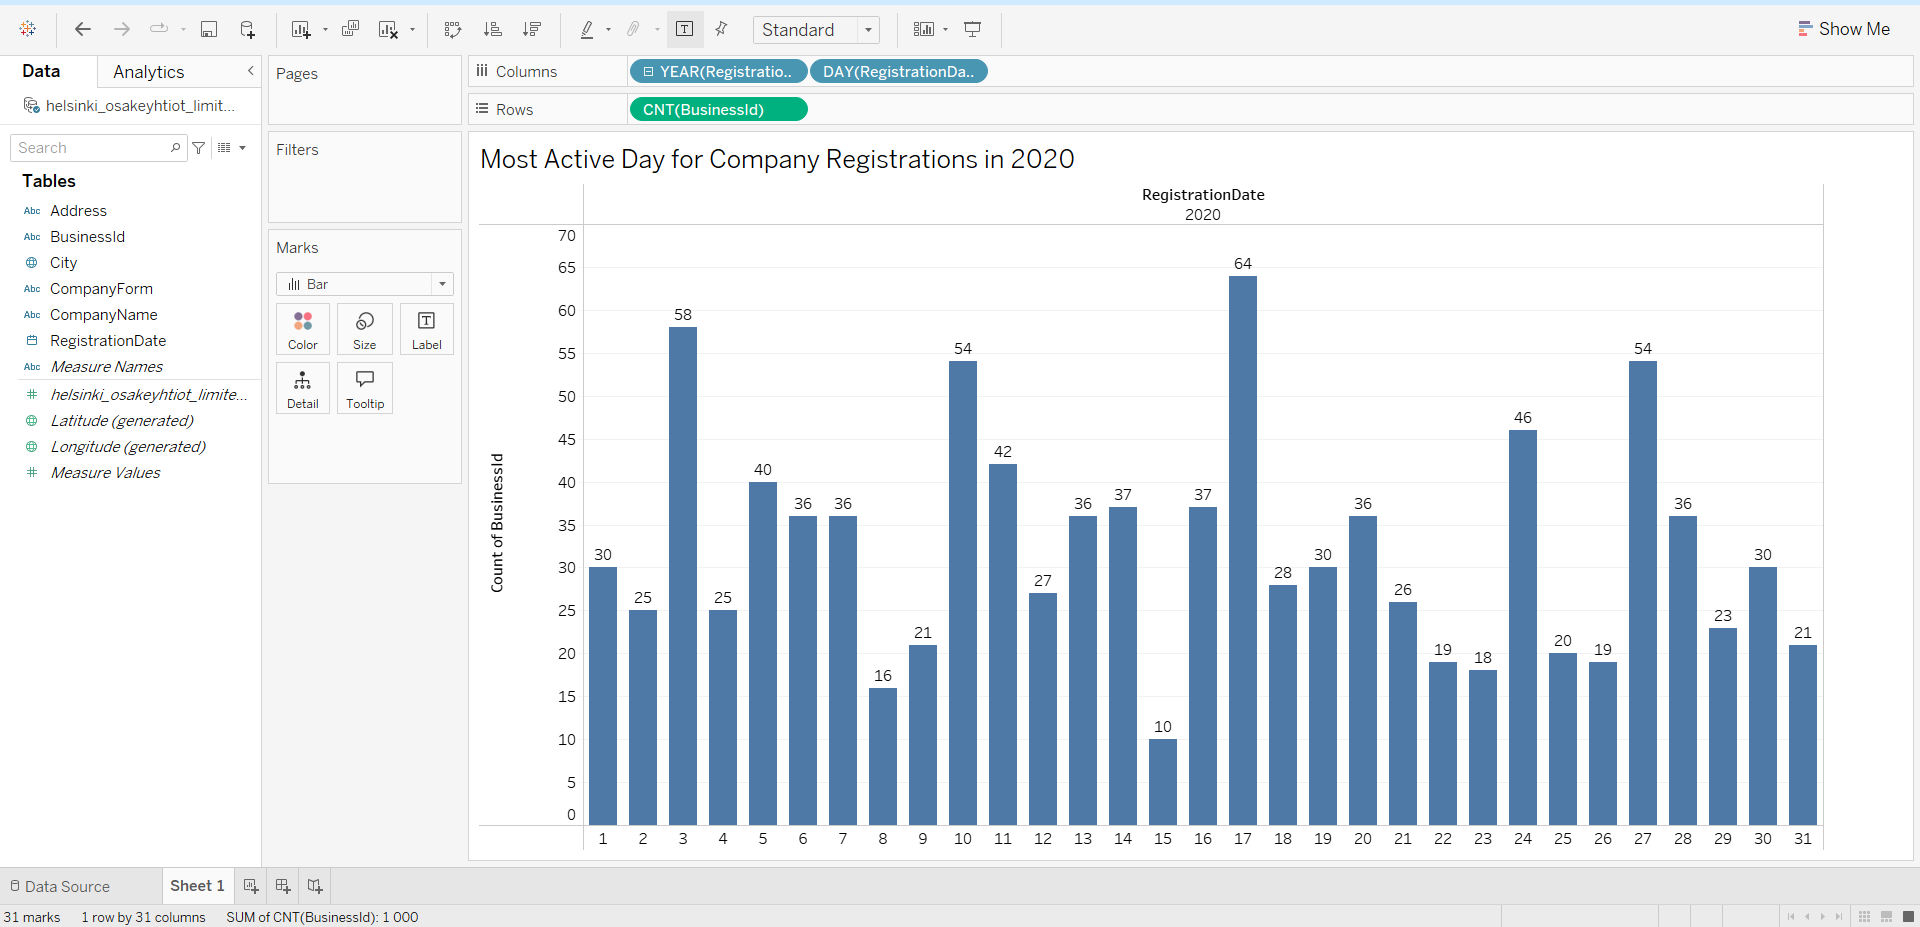 Standard
Show Me
Data
Analytics
helsinki_osakeyhtiot_limit...
Search
Tables
Abc Address
Abc BusinessId
City
Abc CompanyForm
Abc CompanyName
RegistrationDate
Abc Measure Names
helsinki_osakeyhtiot_limite...
Latitude (generated)
Longitude (generated)
Measure Values
Pages
Filters
Marks
Bar
Color
Size
Label
Detail
Tooltip
Columns
YEAR(Registratio..
DAY(RegistrationDa..
Rows
CNT(BusinessId)
Most Active Day for Company Registrations in 2020
RegistrationDate
2020
Count of BusinessId
70
65
60
55
50
45
40
35
30
25
20
15
10
5
0
30
25
58
25
40
36
36
16
21
54
42
27
36
37
10
37
64
28
30
36
26
19
18
46
20
19
54
36
23
30
21
1 2 3 4 5 6 7 8 9 10 11 12 13 14 15 16 17 18 19 20 21 22 23 24 25 26 27 28 29 30 31
Data Source
Sheet 1
31 marks
1 row by 31 columns
SUM of CNT(BusinessId): 1 000